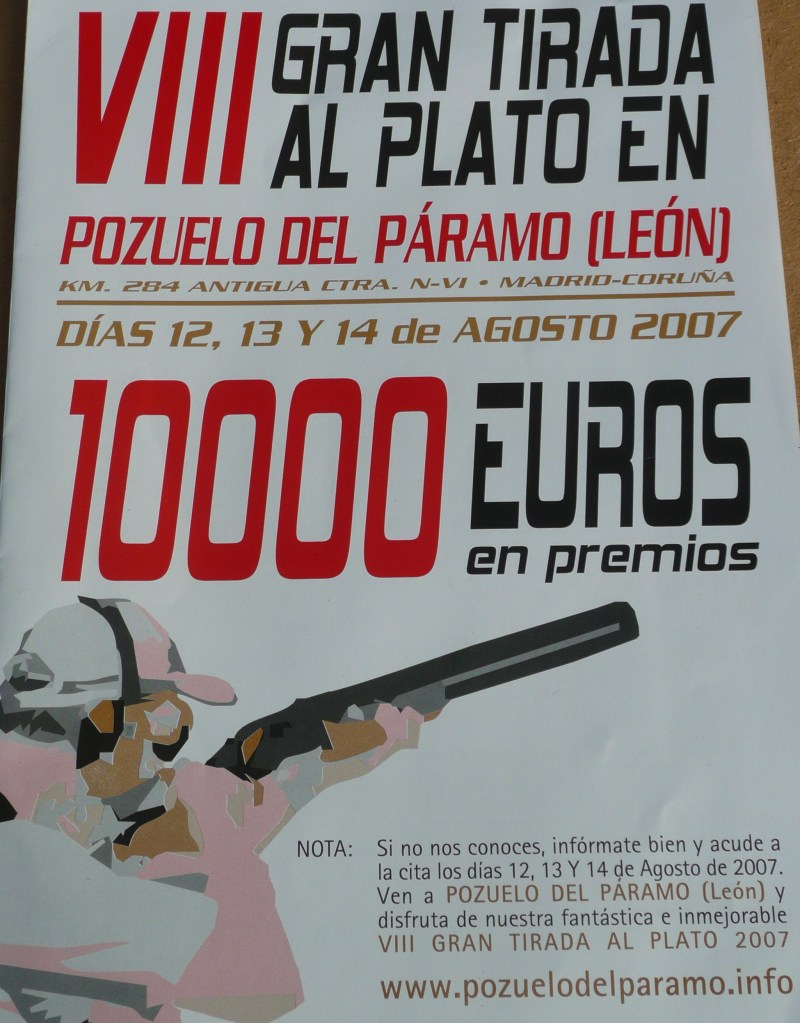 VIII GRAN TIRADA
AL PLATO EN
POZUELO DEL PÁRAMO (LEÓN)
KM. 284 ANTIGUA CTRA. N-VI • MADRID-CORUÑA
DÍAS 12, 13 Y 14 de AGOSTO 2007
10000 EUROS
en premios
NOTA: Si no nos conoces, infórmate bien y acude a
la cita los días 12, 13 Y 14 de Agosto de 2007.
Ven a POZUELO DEL PÁRAMO (León) y
disfruta de nuestra fantástica e inmejorable
VIII GRAN TIRADA AL PLATO 2007
www.pozuelodelparamo.info